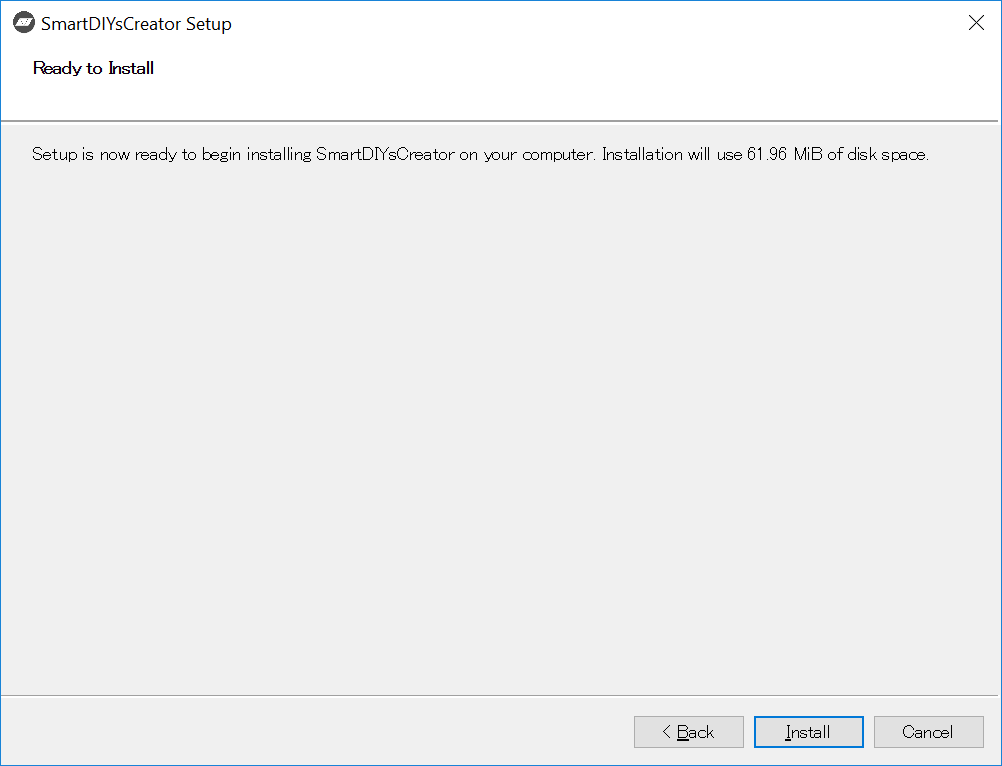 SmartDIYsCreator Setup
Ready to Install
Setup is now ready to begin installing SmartDIYsCreator on your computer. Installation will use 61.96 MiB of disk space.
< Back
Install
Cancel